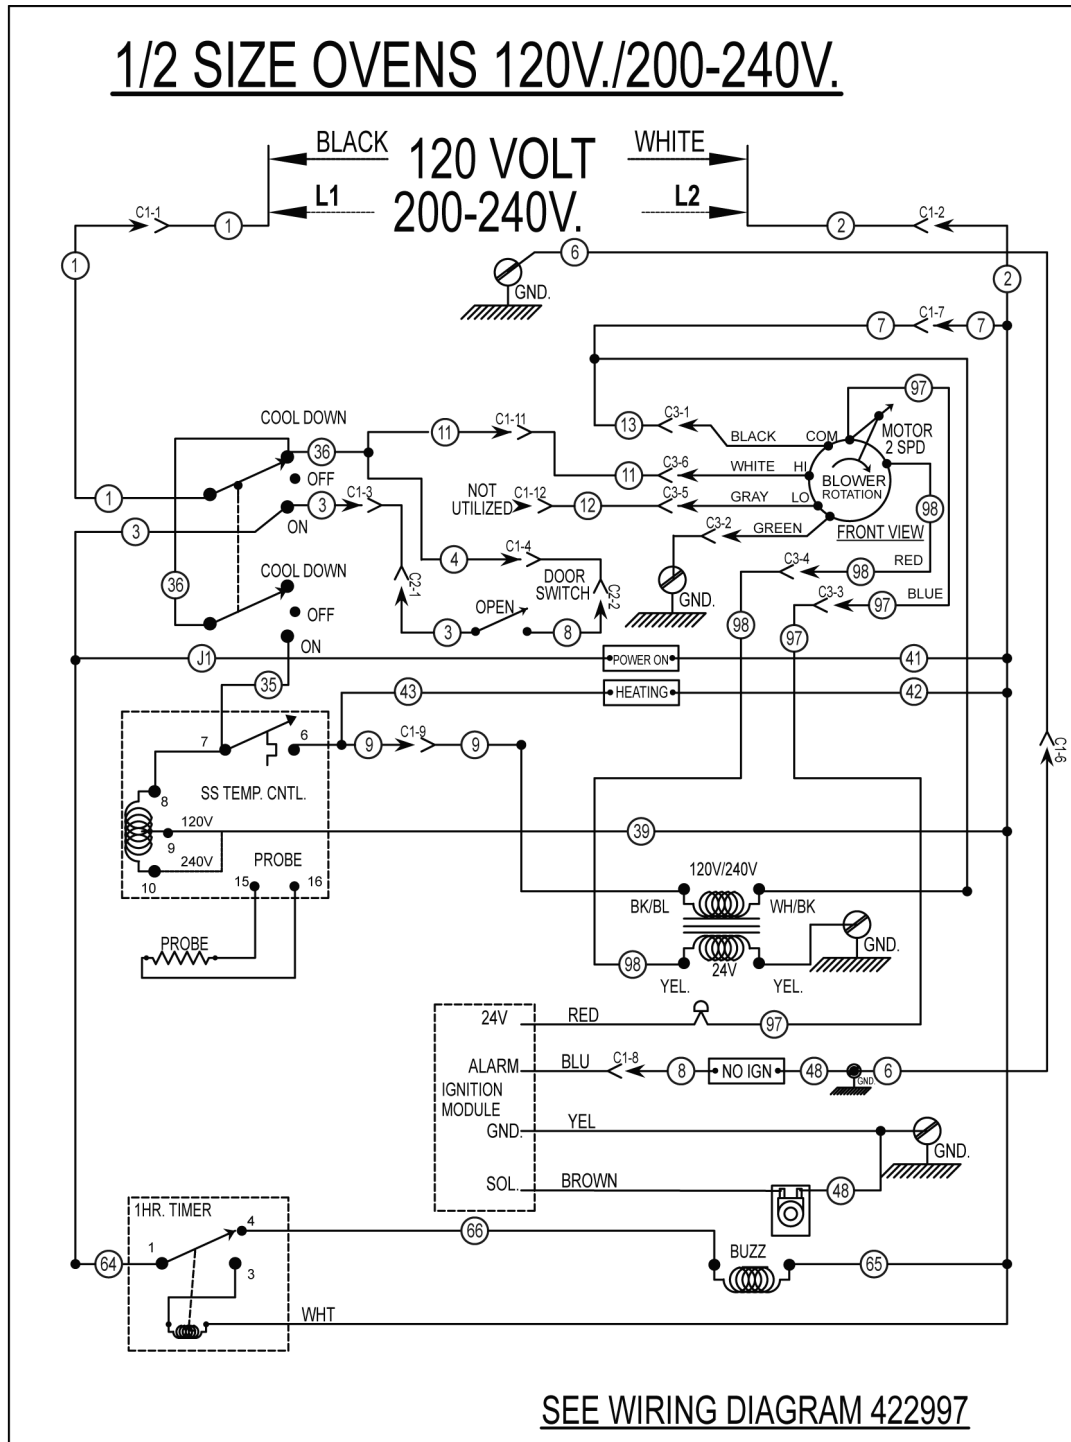 1/2 SIZE OVENS 120V./200-240V.
BLACK 120 VOLT WHITE
L1 200-240V. L2
C1-1 1 2 C1-2
1 6 2
GND.
7 C1-7 7
97
COOL DOWN 11 C1-11 13 C3-1 BLACK COM MOTOR
2 SPD
36 11 C3-6 WHITE HI BLOWER
ROTATION
OFF
1 3 C1-3 NOT
UTILIZED C1-12 12 C3-5 GRAY LO 98
3 ON C3-2 GREEN FRONT VIEW
4 C1-4 C3-4 98 RED
COOL DOWN C2-1 DOOR
SWITCH C2-2 GND. C3-3 97 BLUE
36 OFF OPEN
3 8 98 97
ON
J1 POWER ON 41
35 43 HEATING 42
7 6 9 C1-9 9 C1-6
8 SS TEMP. CNTL.
120V 39
9
240V PROBE 120V/240V
10 15 16 BK/BL WH/BK
PROBE GND.
98 24V
YEL. YEL.
24V RED 97
ALARM BLU C1-8 8 NO IGN 48 GND. 6
IGNITION
MODULE
GND. YEL GND.
SOL. BROWN 48
1HR. TIMER 4 66
1 BUZZ
64 3 65
WHT
SEE WIRING DIAGRAM 422997